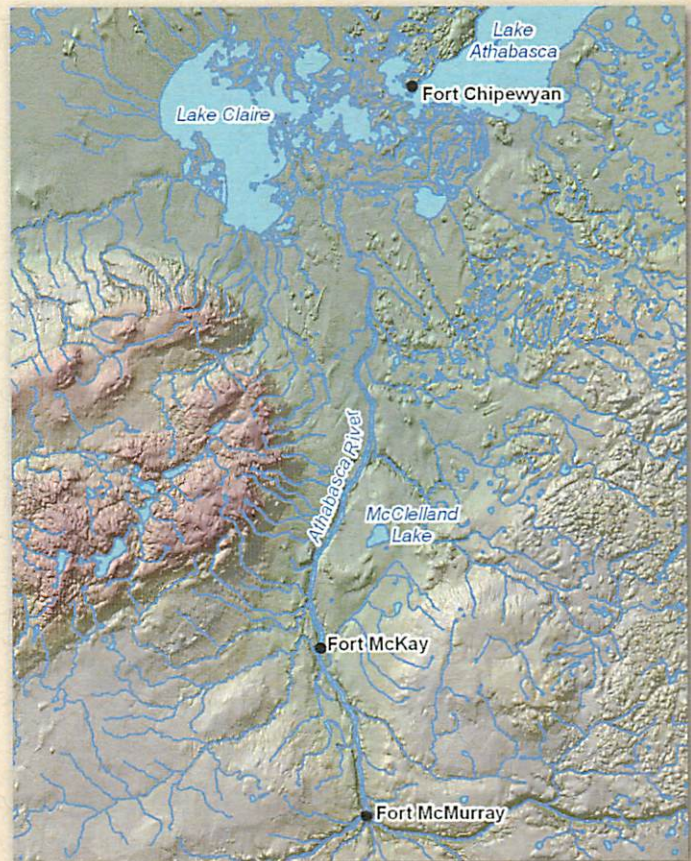 Lake
Athabasca
Fort Chipewyan
Lake Claire
Athabasca River
McClelland
Lake
Fort McKay
Fort McMurray